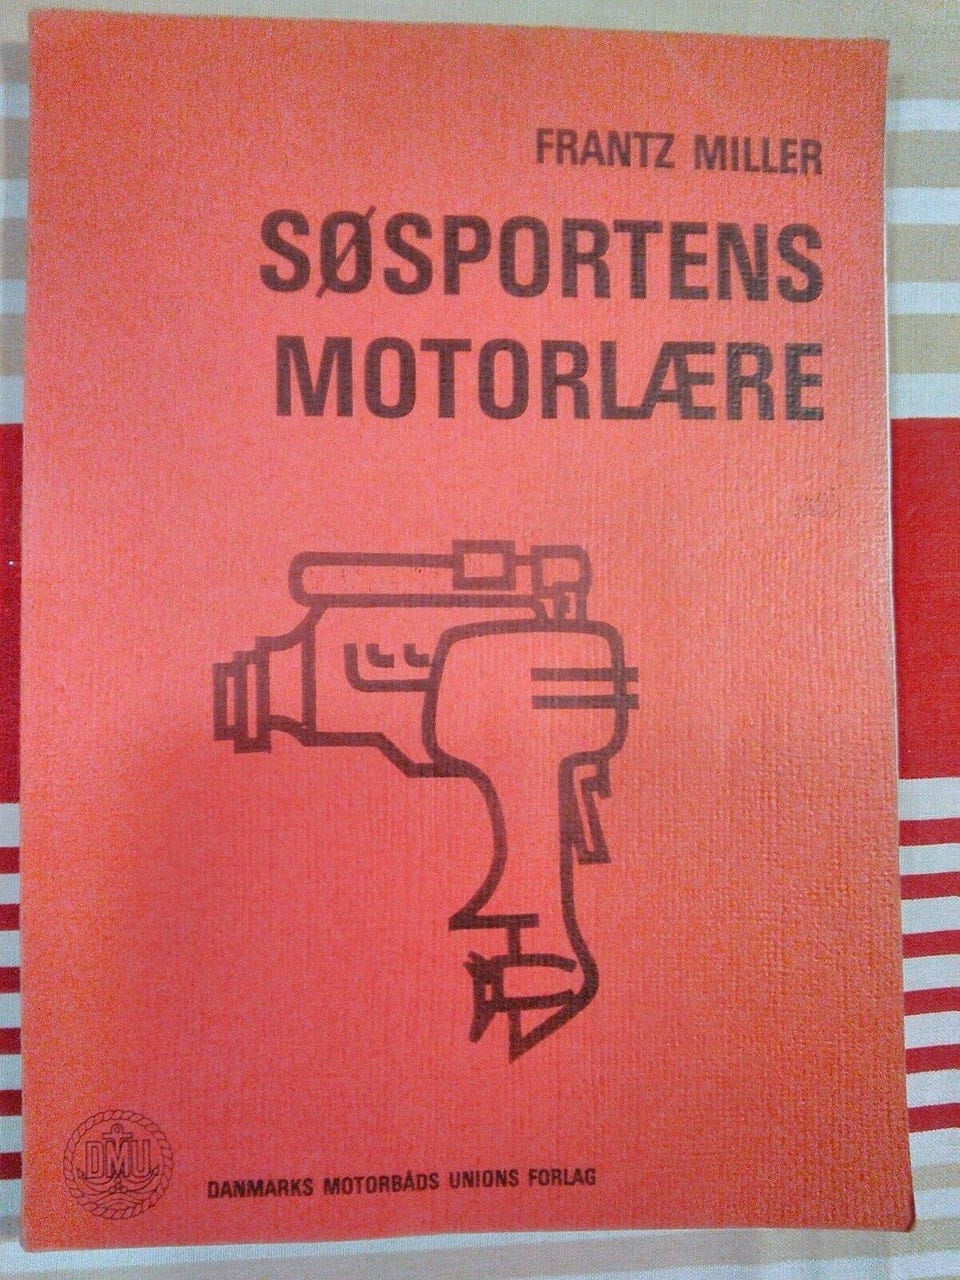 FRANTZ MILLER
SØSPORTENS
MOTORLÆRE
DMU
DANMARKS MOTORBÅDS UNIONS FORLAG